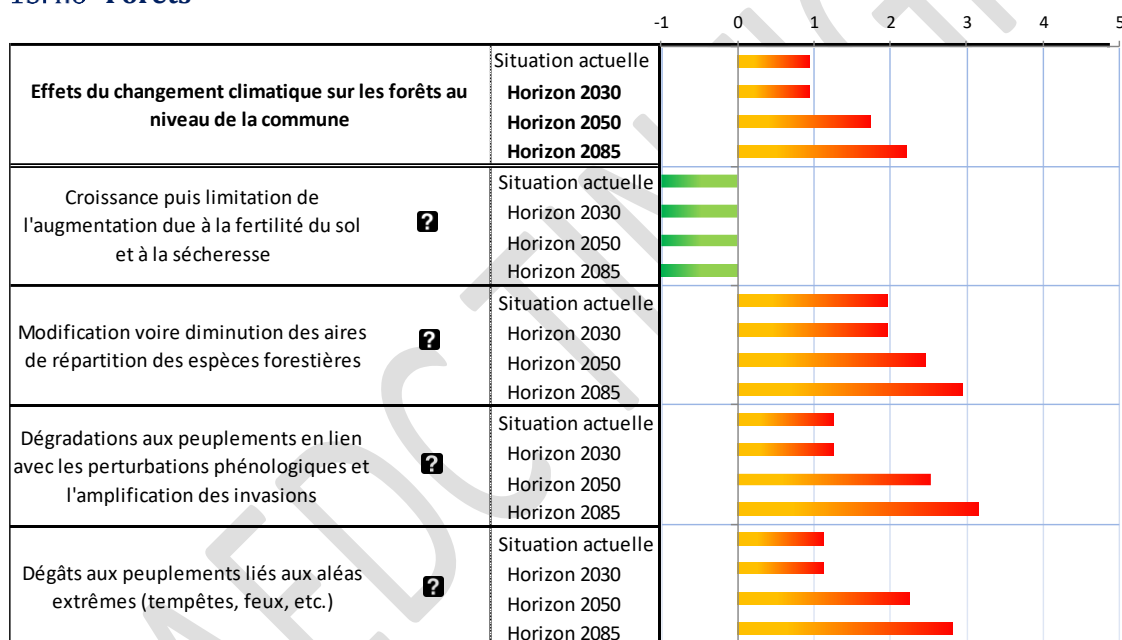 -1 0 1 2 3 4 5
Effets du changement climatique sur les forêts au
niveau de la commune
Situation actuelle
Horizon 2030
Horizon 2050
Horizon 2085
Croissance puis limitation de
l'augmentation due à la fertilité du sol
et à la sécheresse
?
Situation actuelle
Horizon 2030
Horizon 2050
Horizon 2085
Modification voire diminution des aires
de répartition des espèces forestières
?
Situation actuelle
Horizon 2030
Horizon 2050
Horizon 2085
Dégradations aux peuplements en lien
avec les perturbations phénologiques et
l'amplification des invasions
?
Situation actuelle
Horizon 2030
Horizon 2050
Horizon 2085
Dégâts aux peuplements liés aux aléas
extrêmes (tempêtes, feux, etc.)
?
Situation actuelle
Horizon 2030
Horizon 2050
Horizon 2085